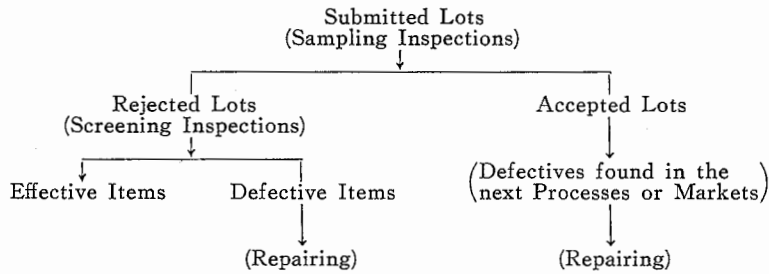 Submitted Lots
(Sampling Inspections)
Rejected Lots
(Screening Inspections)
Accepted Lots
Effective Items
Defective Items
(Defectives found in the
next Processes or Markets)
(Repairing)
(Repairing)